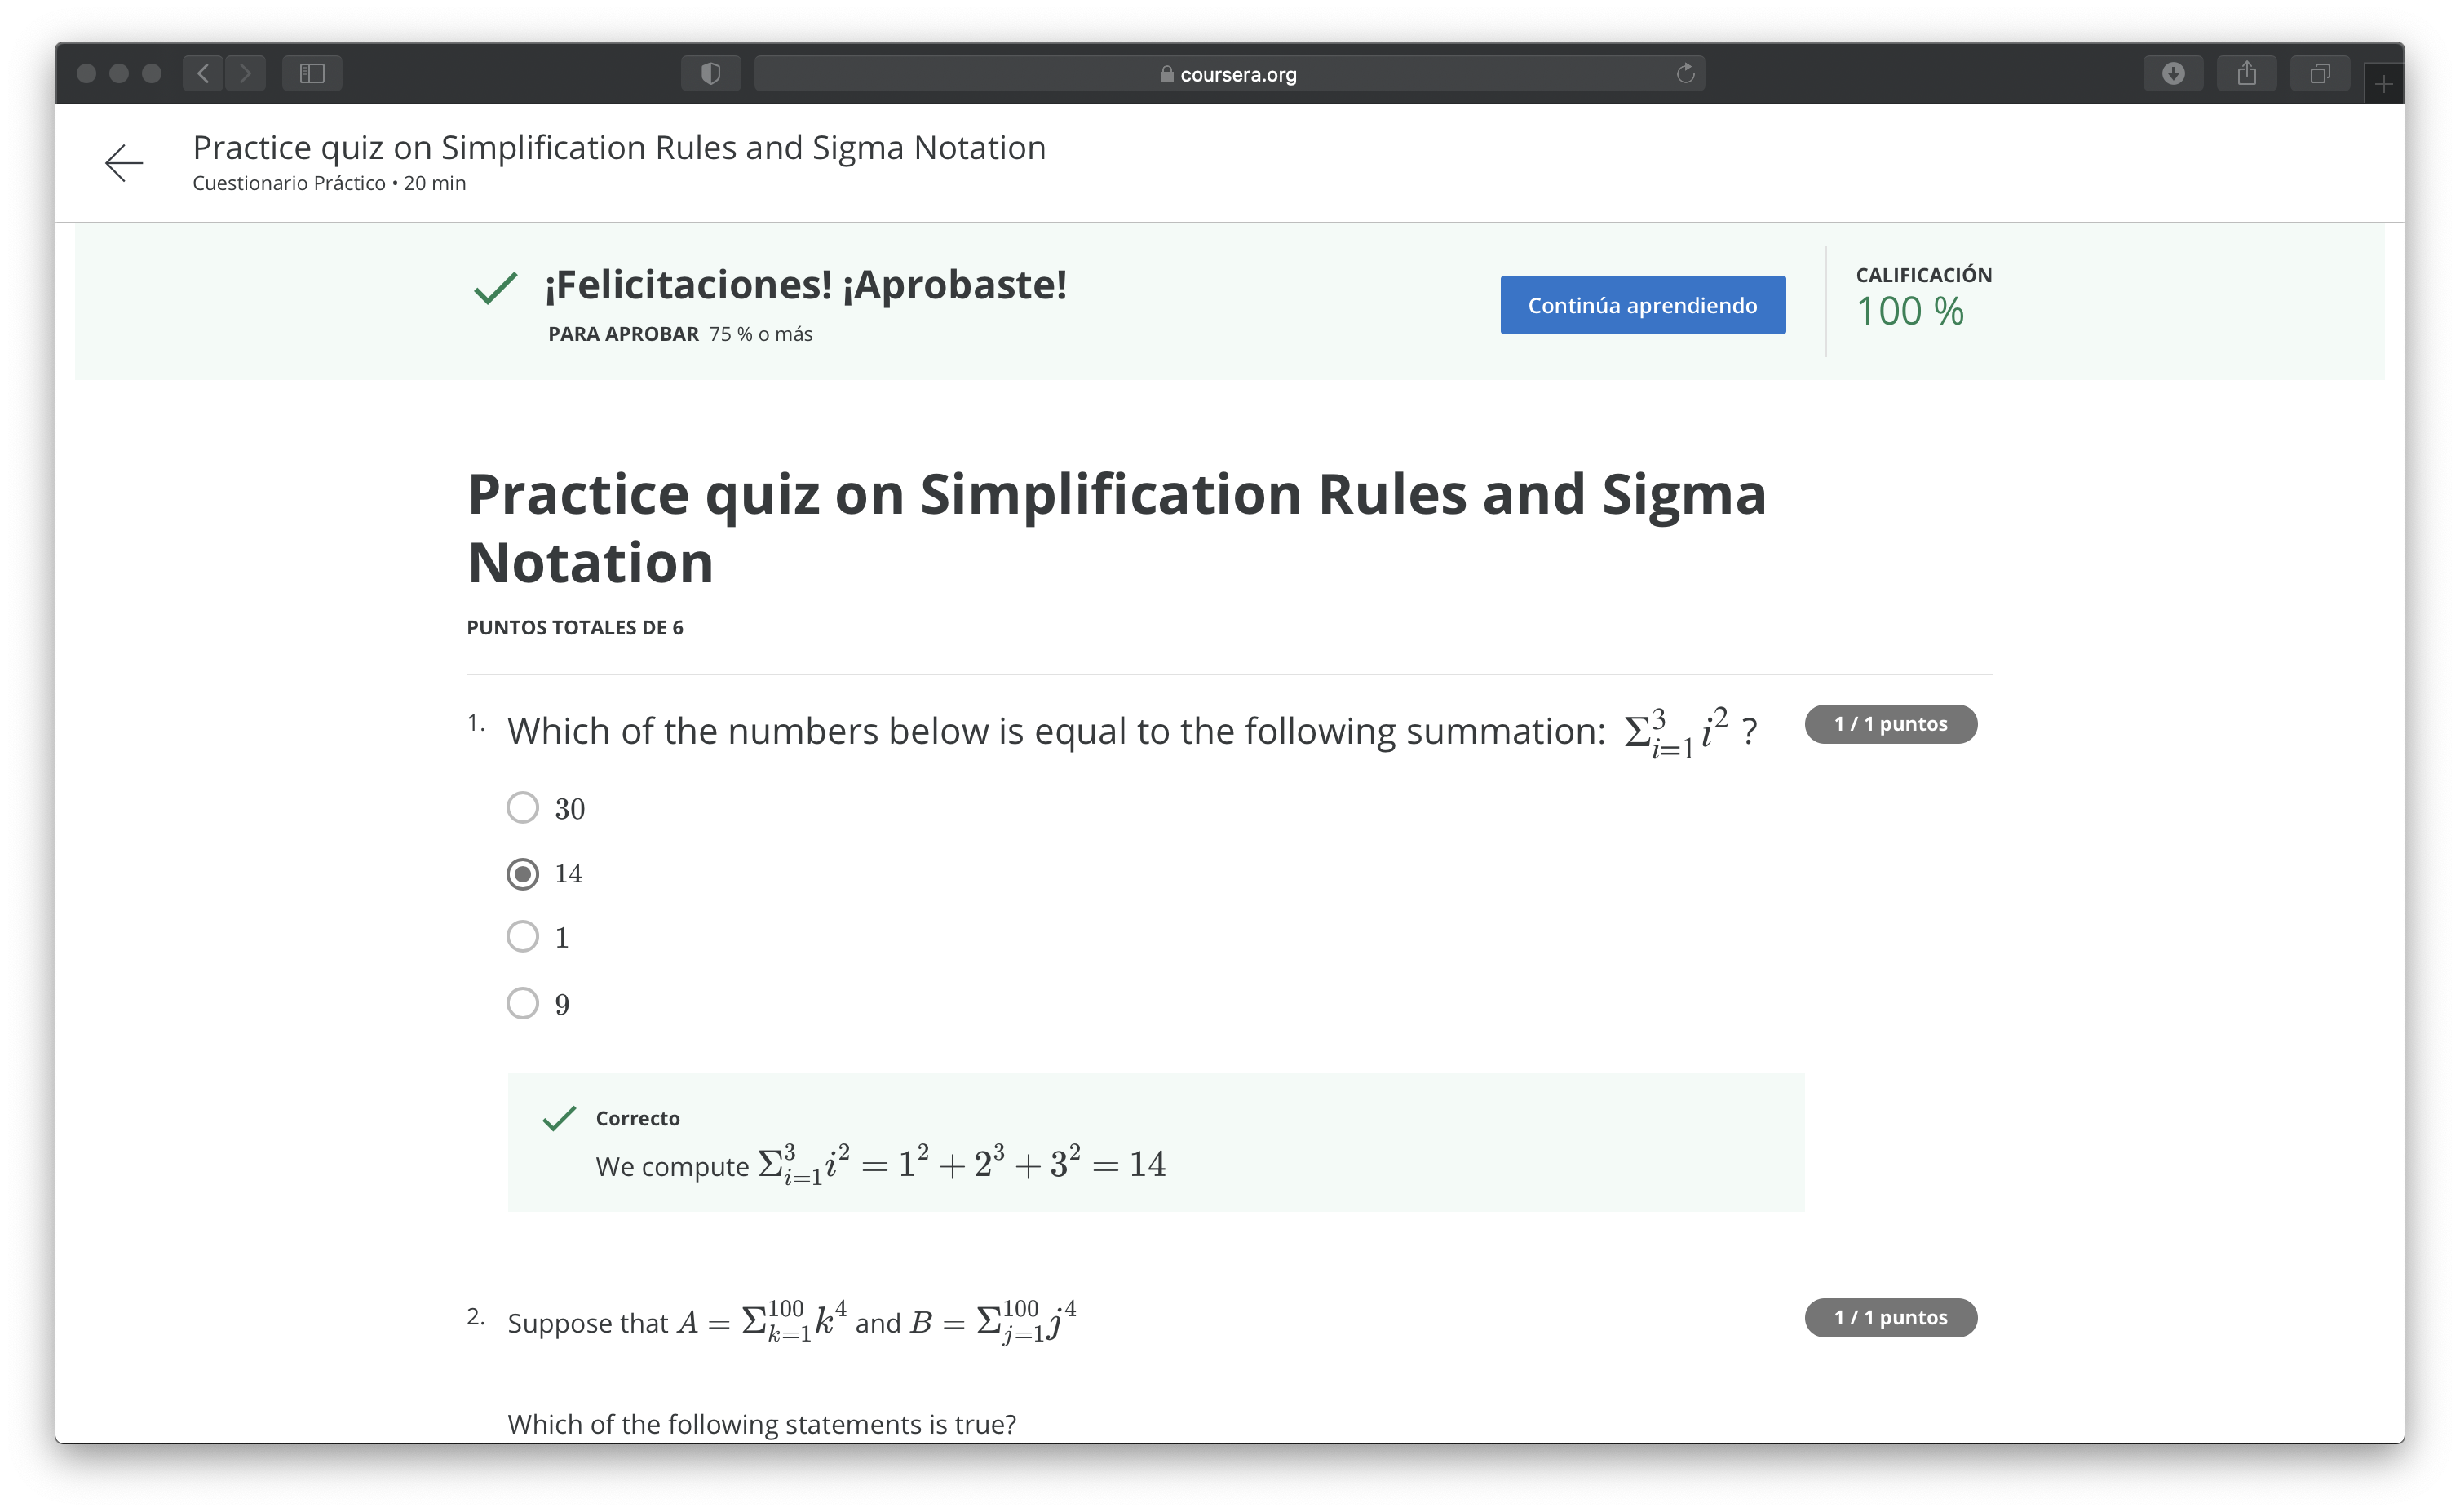 coursera.org
Practice quiz on Simplification Rules and Sigma Notation
Cuestionario Práctico • 20 min
¡Felicitaciones! ¡Aprobaste!
PARA APROBAR 75 % o más
Continúa aprendiendo
CALIFICACIÓN
100 %
Practice quiz on Simplification Rules and Sigma
Notation
PUNTOS TOTALES DE 6
1. Which of the numbers below is equal to the following summation: $\Sigma_{i=1}^{3} i^2$ ?
1 / 1 puntos
30
14
1
9
Correcto
We compute $\Sigma_{i=1}^{3} i^2 = 1^2 + 2^3 + 3^2 = 14$
2. Suppose that $A = \Sigma_{k=1}^{100} k^4$ and $B = \Sigma_{j=1}^{100} j^4$
1 / 1 puntos
Which of the following statements is true?